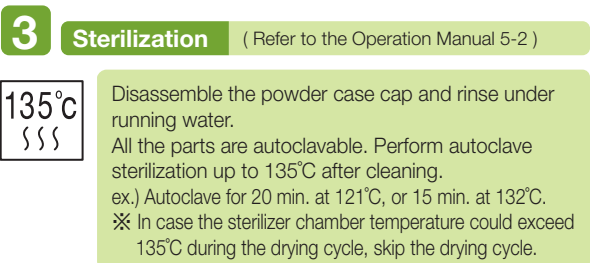 3 Sterilization ( Refer to the Operation Manual 5-2 )
135℃
Disassemble the powder case cap and rinse under
running water.
All the parts are autoclavable. Perform autoclave
sterilization up to 135℃ after cleaning.
ex.) Autoclave for 20 min. at 121℃, or 15 min. at 132℃.
※ In case the sterilizer chamber temperature could exceed
135℃ during the drying cycle, skip the drying cycle.